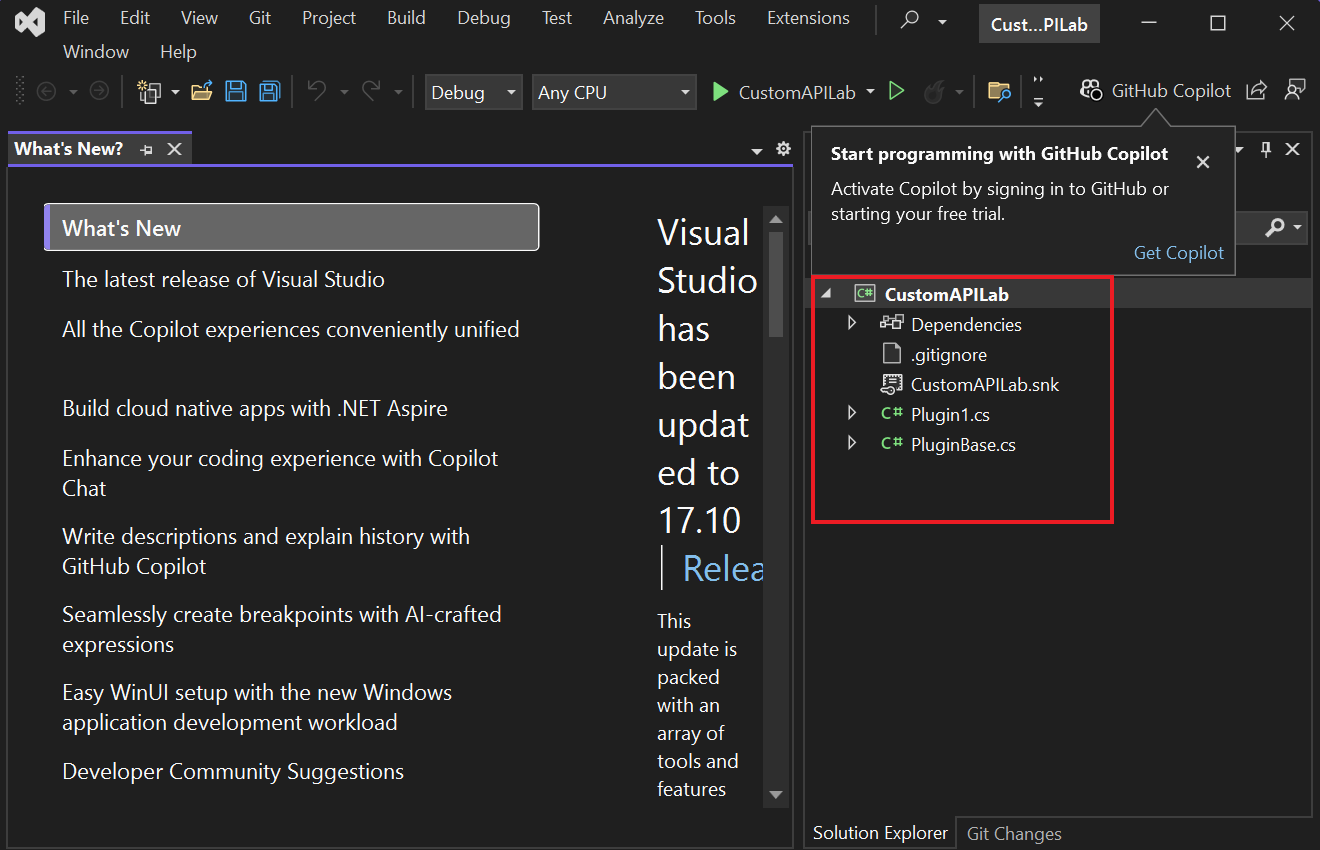 File Edit View Git Project Build Debug Test Analyze Tools Extensions
Cust...PILab
Window Help
Debug
Any CPU
CustomAPILab
GitHub Copilot
What's New?
Start programming with GitHub Copilot
Activate Copilot by signing in to GitHub or
starting your free trial.
Get Copilot
What's New
The latest release of Visual Studio
All the Copilot experiences conveniently unified
Build cloud native apps with .NET Aspire
Enhance your coding experience with Copilot
Chat
Write descriptions and explain history with
GitHub Copilot
Seamlessly create breakpoints with AI-crafted
expressions
Easy WinUI setup with the new Windows
application development workload
Developer Community Suggestions
Visual
Studio
has
been
updat
ed to
17.10
| Relea
This
update is
packed
with an
array of
tools and
features
C# CustomAPILab
Dependencies
.gitignore
CustomAPILab.snk
C# Plugin1.cs
C# PluginBase.cs
Solution Explorer
Git Changes